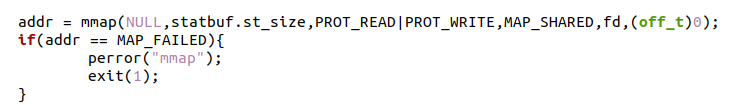 addr = mmap(NULL,statbuf.st_size,PROT_READ|PROT_WRITE,MAP_SHARED,fd,(off_t)0);
if(addr == MAP_FAILED){
        perror("mmap");
        exit(1);
}